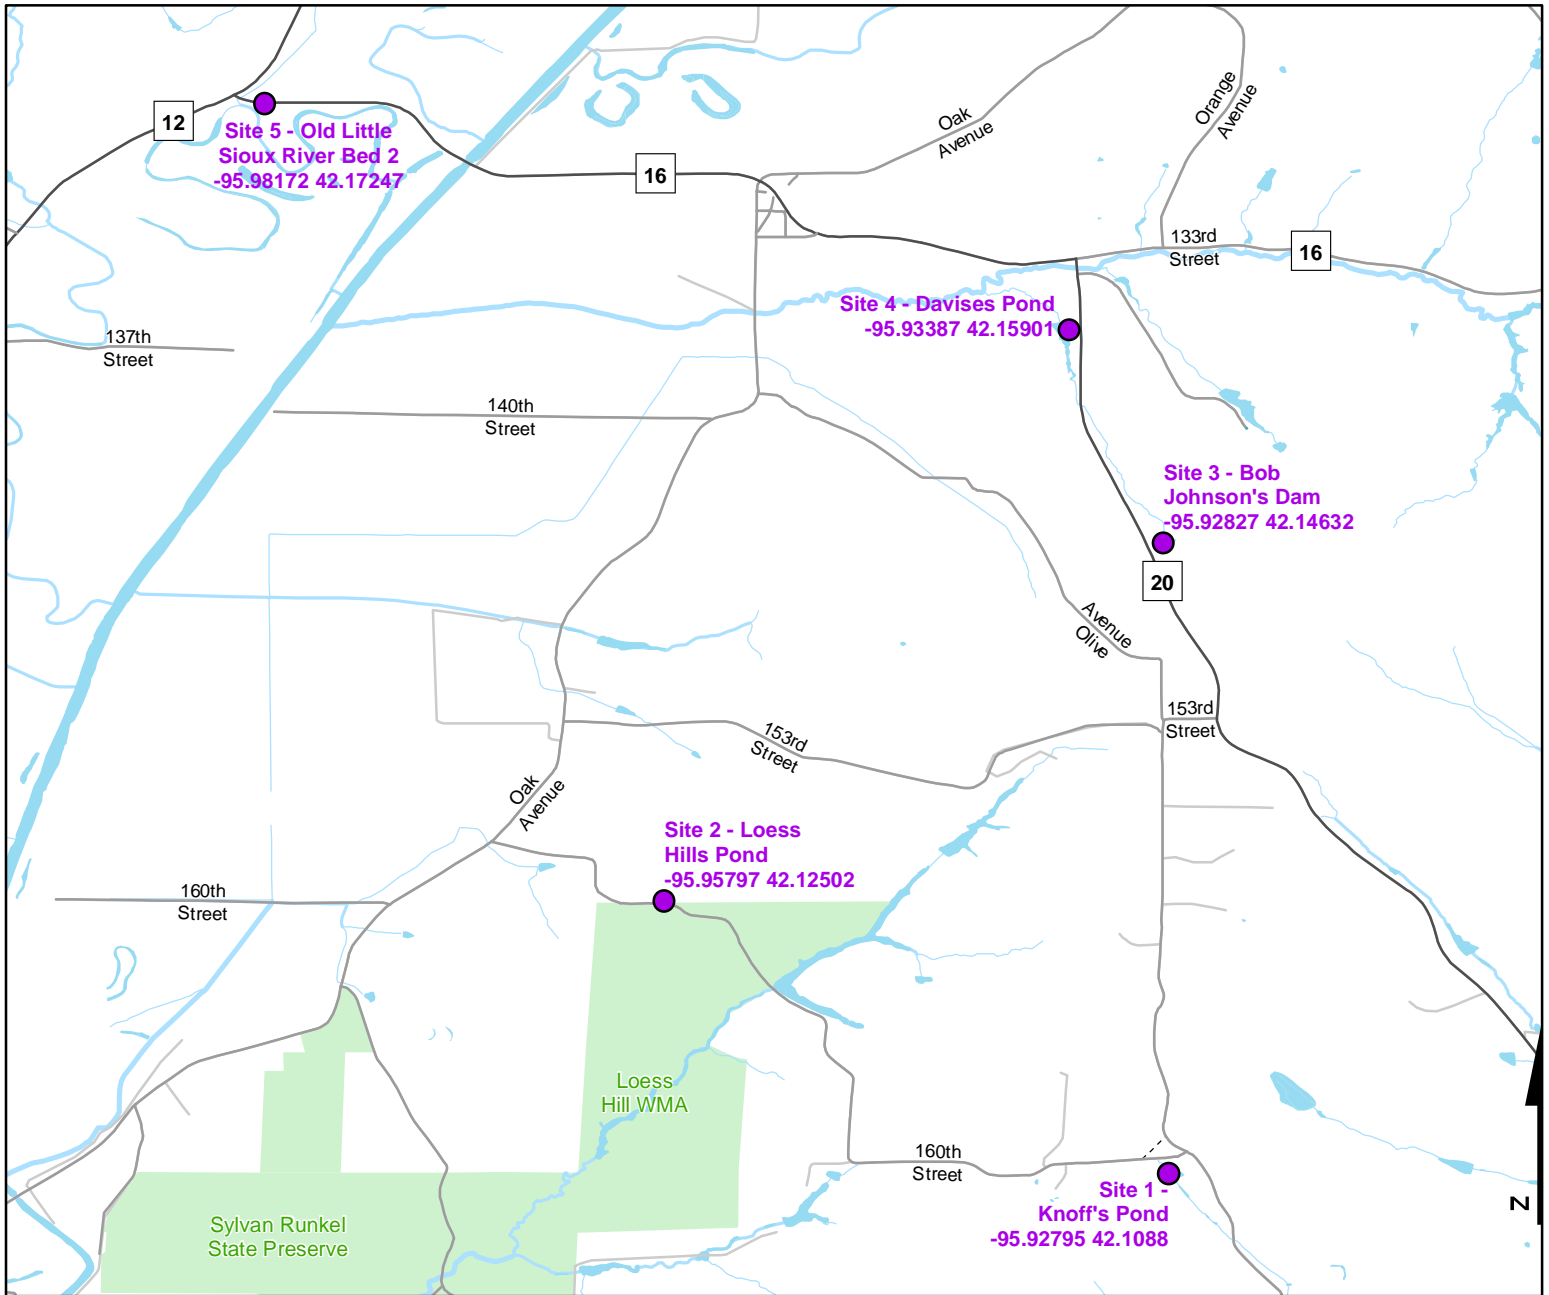 12
Site 5 - Old Little
Sioux River Bed 2
-95.98172 42.17247
16
Oak
Avenue
Orange
Avenue
133rd
Street
16
Site 4 - Davises Pond
-95.93387 42.15901
137th
Street
140th
Street
Site 3 - Bob
Johnson's Dam
-95.92827 42.14632
20
Avenue
Olive
153rd
Street
153rd
Street
Oak
Avenue
Site 2 - Loess
Hills Pond
-95.95797 42.12502
160th
Street
Loess
Hill WMA
160th
Street
Site 1 -
Knoff's Pond
-95.92795 42.1088
Sylvan Runkel
State Preserve
N